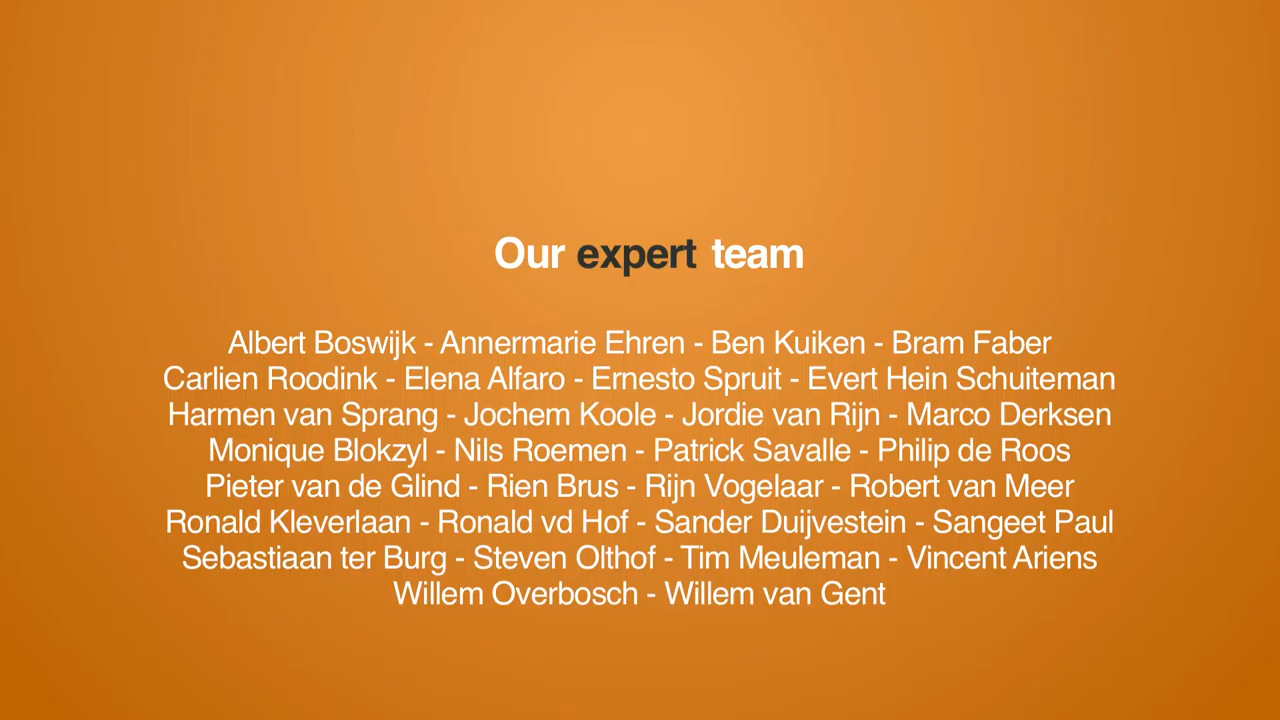 Our expert team
Albert Boswijk - Annermarie Ehren - Ben Kuiken - Bram Faber
Carlien Roodink - Elena Alfaro - Ernesto Spruit - Evert Hein Schuiteman
Harmen van Sprang - Jochem Koole - Jordie van Rijn - Marco Derksen
Monique Blokzyl - Nils Roemen - Patrick Savalle - Philip de Roos
Pieter van de Glind - Rien Brus - Rijn Vogelaar - Robert van Meer
Ronald Kleverlaan - Ronald vd Hof - Sander Duijvestein - Sangeet Paul
Sebastiaan ter Burg - Steven Olthof - Tim Meuleman - Vincent Ariens
Willem Overbosch - Willem van Gent